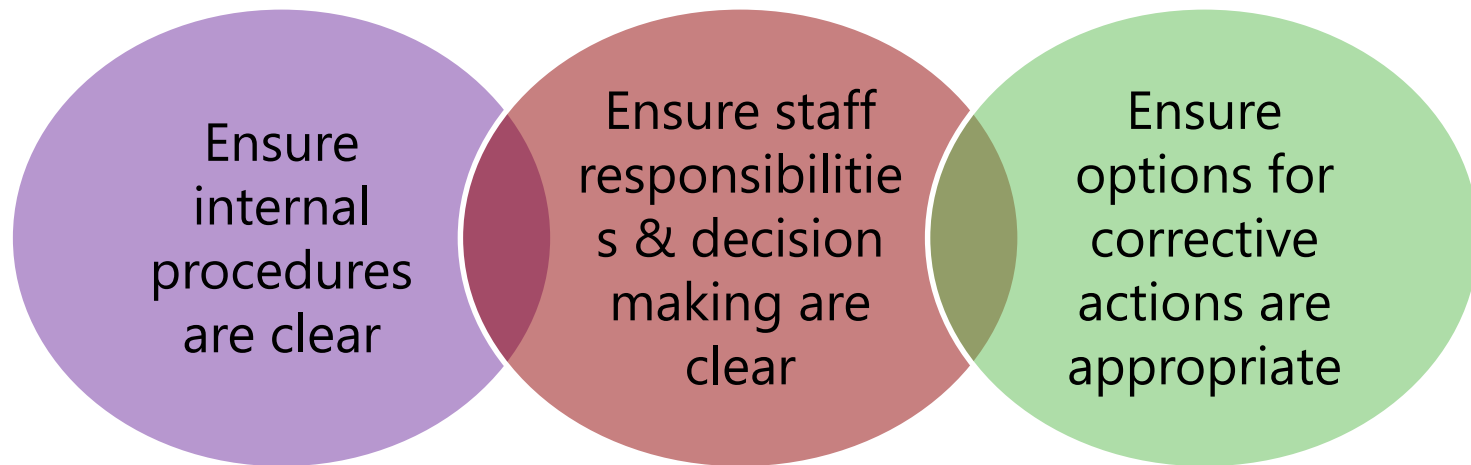 Ensure
internal
procedures
are clear
Ensure staff
responsibilitie
s & decision
making are
clear
Ensure
options for
corrective
actions are
appropriate